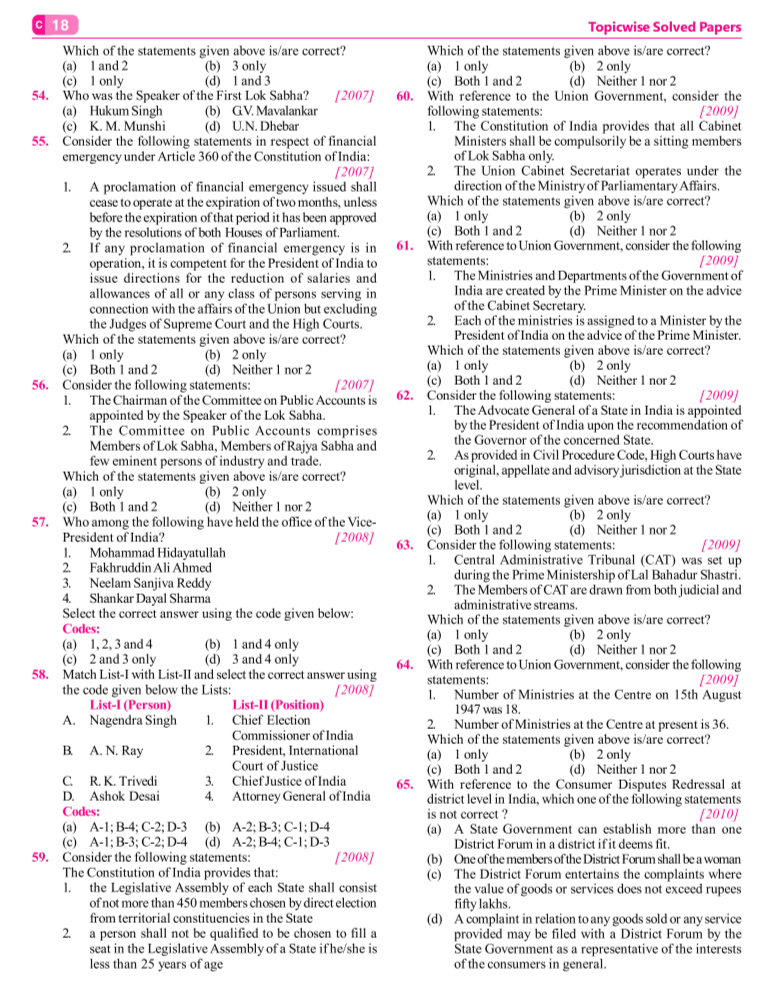 C 18
Topicwise Solved Papers
Which of the statements given above is/are correct?
(a) 1 and 2 (b) 3 only
(c) 1 only (d) 1 and 3
54. Who was the Speaker of the First Lok Sabha? [2007]
(a) Hukum Singh (b) G.V. Mavalankar
(c) K. M. Munshi (d) U.N. Dhebar
55. Consider the following statements in respect of financial
emergency under Article 360 of the Constitution of India:
[2007]
1. A proclamation of financial emergency issued shall
cease to operate at the expiration of two months, unless
before the expiration of that period it has been approved
by the resolutions of both Houses of Parliament.
2. If any proclamation of financial emergency is in
operation, it is competent for the President of India to
issue directions for the reduction of salaries and
allowances of all or any class of persons serving in
connection with the affairs of the Union but excluding
the Judges of Supreme Court and the High Courts.
Which of the statements given above is/are correct?
(a) 1 only (b) 2 only
(c) Both 1 and 2 (d) Neither 1 nor 2
56. Consider the following statements: [2007]
1. The Chairman of the Committee on Public Accounts is
appointed by the Speaker of the Lok Sabha.
2. The Committee on Public Accounts comprises
Members of Lok Sabha, Members of Rajya Sabha and
few eminent persons of industry and trade.
Which of the statements given above is/are correct?
(a) 1 only (b) 2 only
(c) Both 1 and 2 (d) Neither 1 nor 2
57. Who among the following have held the office of the Vice-
President of India? [2008]
1. Mohammad Hidayatullah
2. Fakhruddin Ali Ahmed
3. Neelam Sanjiva Reddy
4. Shankar Dayal Sharma
Select the correct answer using the code given below:
Codes:
(a) 1, 2, 3 and 4 (b) 1 and 4 only
(c) 2 and 3 only (d) 3 and 4 only
58. Match List-I with List-II and select the correct answer using
the code given below the Lists: [2008]
List-I (Person) List-II (Position)
A. Nagendra Singh 1. Chief Election
Commissioner of India
B. A. N. Ray 2. President, International
Court of Justice
C. R. K. Trivedi 3. Chief Justice of India
D. Ashok Desai 4. Attorney General of India
Codes:
(a) A-1; B-4; C-2; D-3 (b) A-2; B-3; C-1; D-4
(c) A-1; B-3; C-2; D-4 (d) A-2; B-4; C-1; D-3
59. Consider the following statements: [2008]
The Constitution of India provides that:
1. the Legislative Assembly of each State shall consist
of not more than 450 members chosen by direct election
from territorial constituencies in the State
2. a person shall not be qualified to be chosen to fill a
seat in the Legislative Assembly of a State if he/she is
less than 25 years of age
Which of the statements given above is/are correct?
(a) 1 only (b) 2 only
(c) Both 1 and 2 (d) Neither 1 nor 2
60. With reference to the Union Government, consider the
following statements: [2009]
1. The Constitution of India provides that all Cabinet
Ministers shall be compulsorily be a sitting members
of Lok Sabha only.
2. The Union Cabinet Secretariat operates under the
direction of the Ministry of Parliamentary Affairs.
Which of the statements given above is/are correct?
(a) 1 only (b) 2 only
(c) Both 1 and 2 (d) Neither 1 nor 2
61. With reference to Union Government, consider the following
statements: [2009]
1. The Ministries and Departments of the Government of
India are created by the Prime Minister on the advice
of the Cabinet Secretary.
2. Each of the ministries is assigned to a Minister by the
President of India on the advice of the Prime Minister.
Which of the statements given above is/are correct?
(a) 1 only (b) 2 only
(c) Both 1 and 2 (d) Neither 1 nor 2
62. Consider the following statements: [2009]
1. The Advocate General of a State in India is appointed
by the President of India upon the recommendation of
the Governor of the concerned State.
2. As provided in Civil Procedure Code, High Courts have
original, appellate and advisory jurisdiction at the State
level.
Which of the statements given above is/are correct?
(a) 1 only (b) 2 only
(c) Both 1 and 2 (d) Neither 1 nor 2
63. Consider the following statements: [2009]
1. Central Administrative Tribunal (CAT) was set up
during the Prime Ministership of Lal Bahadur Shastri.
2. The Members of CAT are drawn from both judicial and
administrative streams.
Which of the statements given above is/are correct?
(a) 1 only (b) 2 only
(c) Both 1 and 2 (d) Neither 1 nor 2
64. With reference to Union Government, consider the following
statements: [2009]
1. Number of Ministries at the Centre on 15th August
1947 was 18.
2. Number of Ministries at the Centre at present is 36.
Which of the statements given above is/are correct?
(a) 1 only (b) 2 only
(c) Both 1 and 2 (d) Neither 1 nor 2
65. With reference to the Consumer Disputes Redressal at
district level in India, which one of the following statements
is not correct ? [2010]
(a) A State Government can establish more than one
District Forum in a district if it deems fit.
(b) One of the members of the District Forum shall be a woman
(c) The District Forum entertains the complaints where
the value of goods or services does not exceed rupees
fifty lakhs.
(d) A complaint in relation to any goods sold or any service
provided may be filed with a District Forum by the
State Government as a representative of the interests
of the consumers in general.